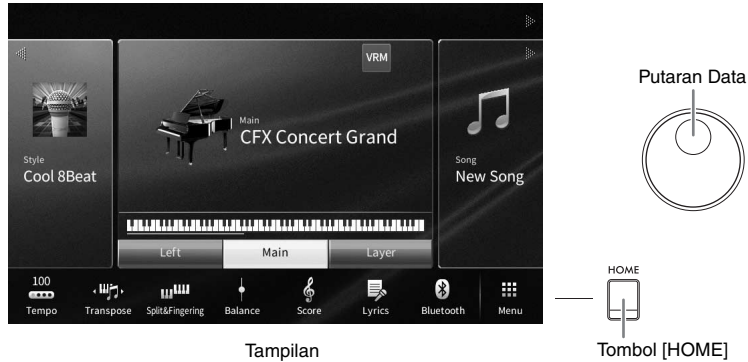 VRM
Putaran Data
Main
CFX Concert Grand
Style
Cool 8Beat
Song
New Song
Left
Main
Layer
HOME
100
Tempo
Transpose
Split&Fingering
Balance
Score
Lyrics
Bluetooth
Menu
Tampilan
Tombol [HOME]